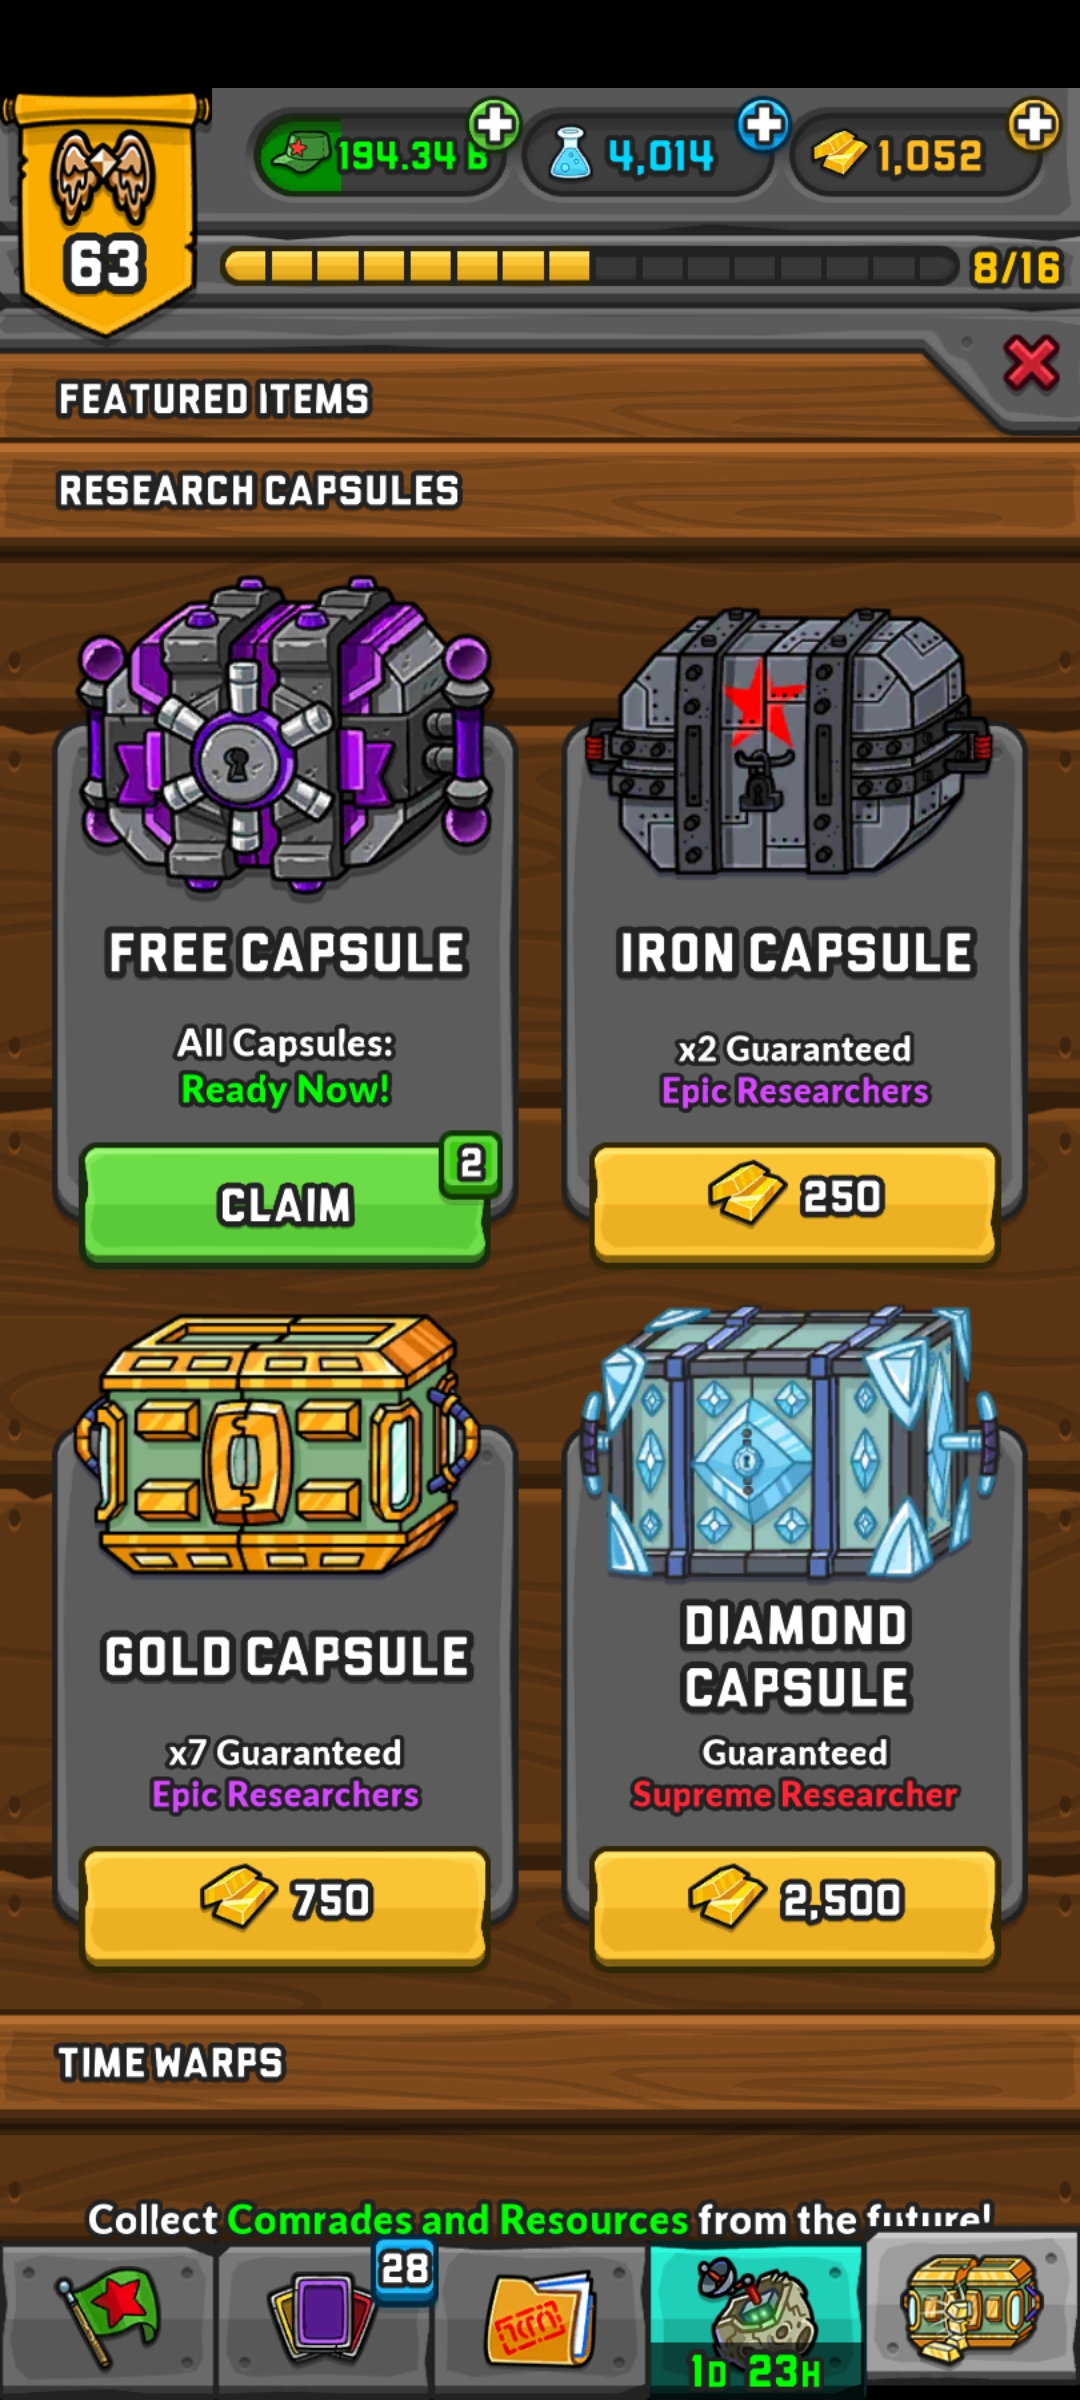 194.34 B
4,014
1,052
63
8/16
FEATURED ITEMS
RESEARCH CAPSULES
FREE CAPSULE
All Capsules:
Ready Now!
CLAIM
2
IRON CAPSULE
x2 Guaranteed
Epic Researchers
250
GOLD CAPSULE
x7 Guaranteed
Epic Researchers
750
DIAMOND
CAPSULE
Guaranteed
Supreme Researcher
2,500
TIME WARPS
Collect Comrades and Resources from the future!
28
1D 23H